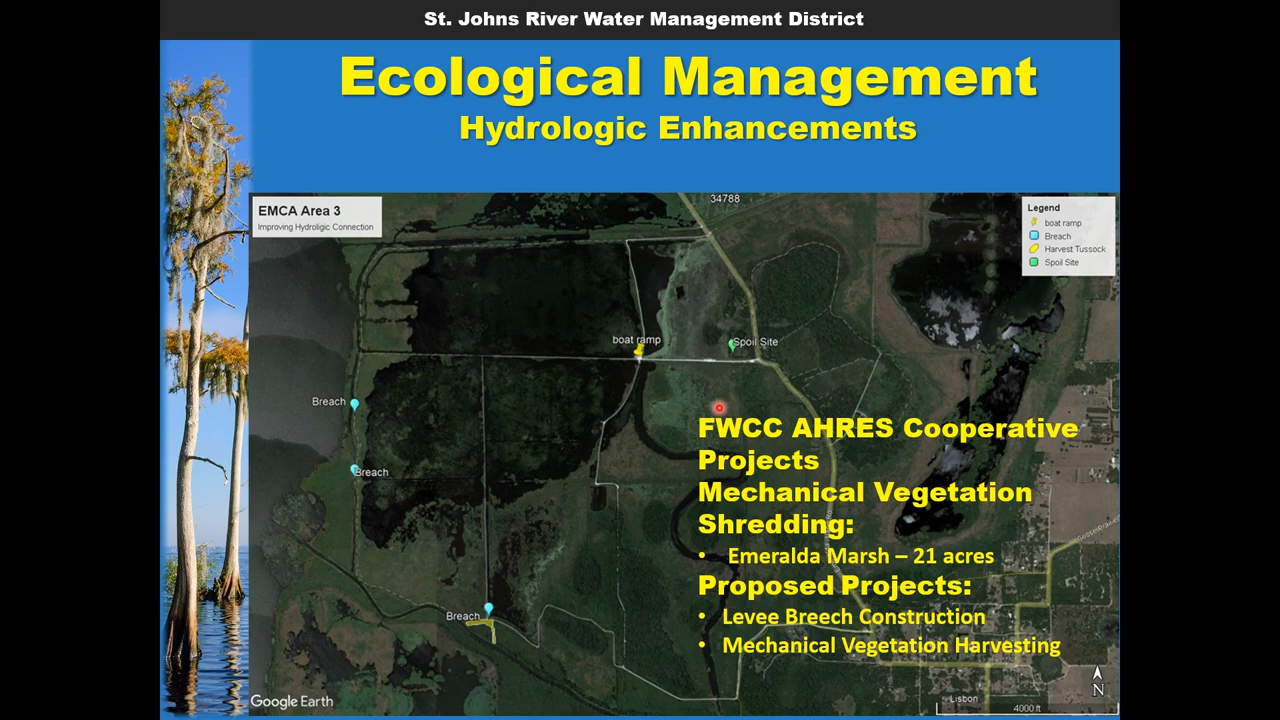 St. Johns River Water Management District
Ecological Management
Hydrologic Enhancements
34788
EMCA Area 3
Improving Hydroligic Connection
Legend
boat ramp
Breach
Harvest Tussock
Spoil Site
boat ramp
Spoil Site
Breach
Breach
Breach
FWCC AHRES Cooperative
Projects
Mechanical Vegetation
Shredding:
• Emeralda Marsh – 21 acres
Proposed Projects:
• Levee Breech Construction
• Mechanical Vegetation Harvesting
Google Earth
Lisbon
N
4000 ft